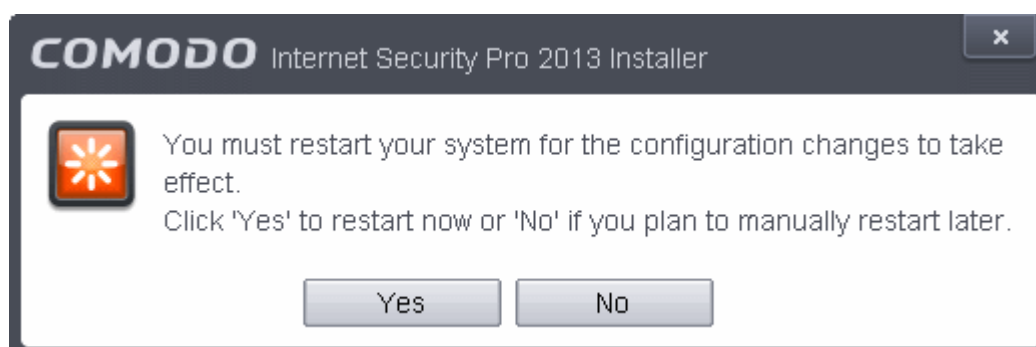 COMODO Internet Security Pro 2013 Installer
You must restart your system for the configuration changes to take
effect.
Click 'Yes' to restart now or 'No' if you plan to manually restart later.
Yes No